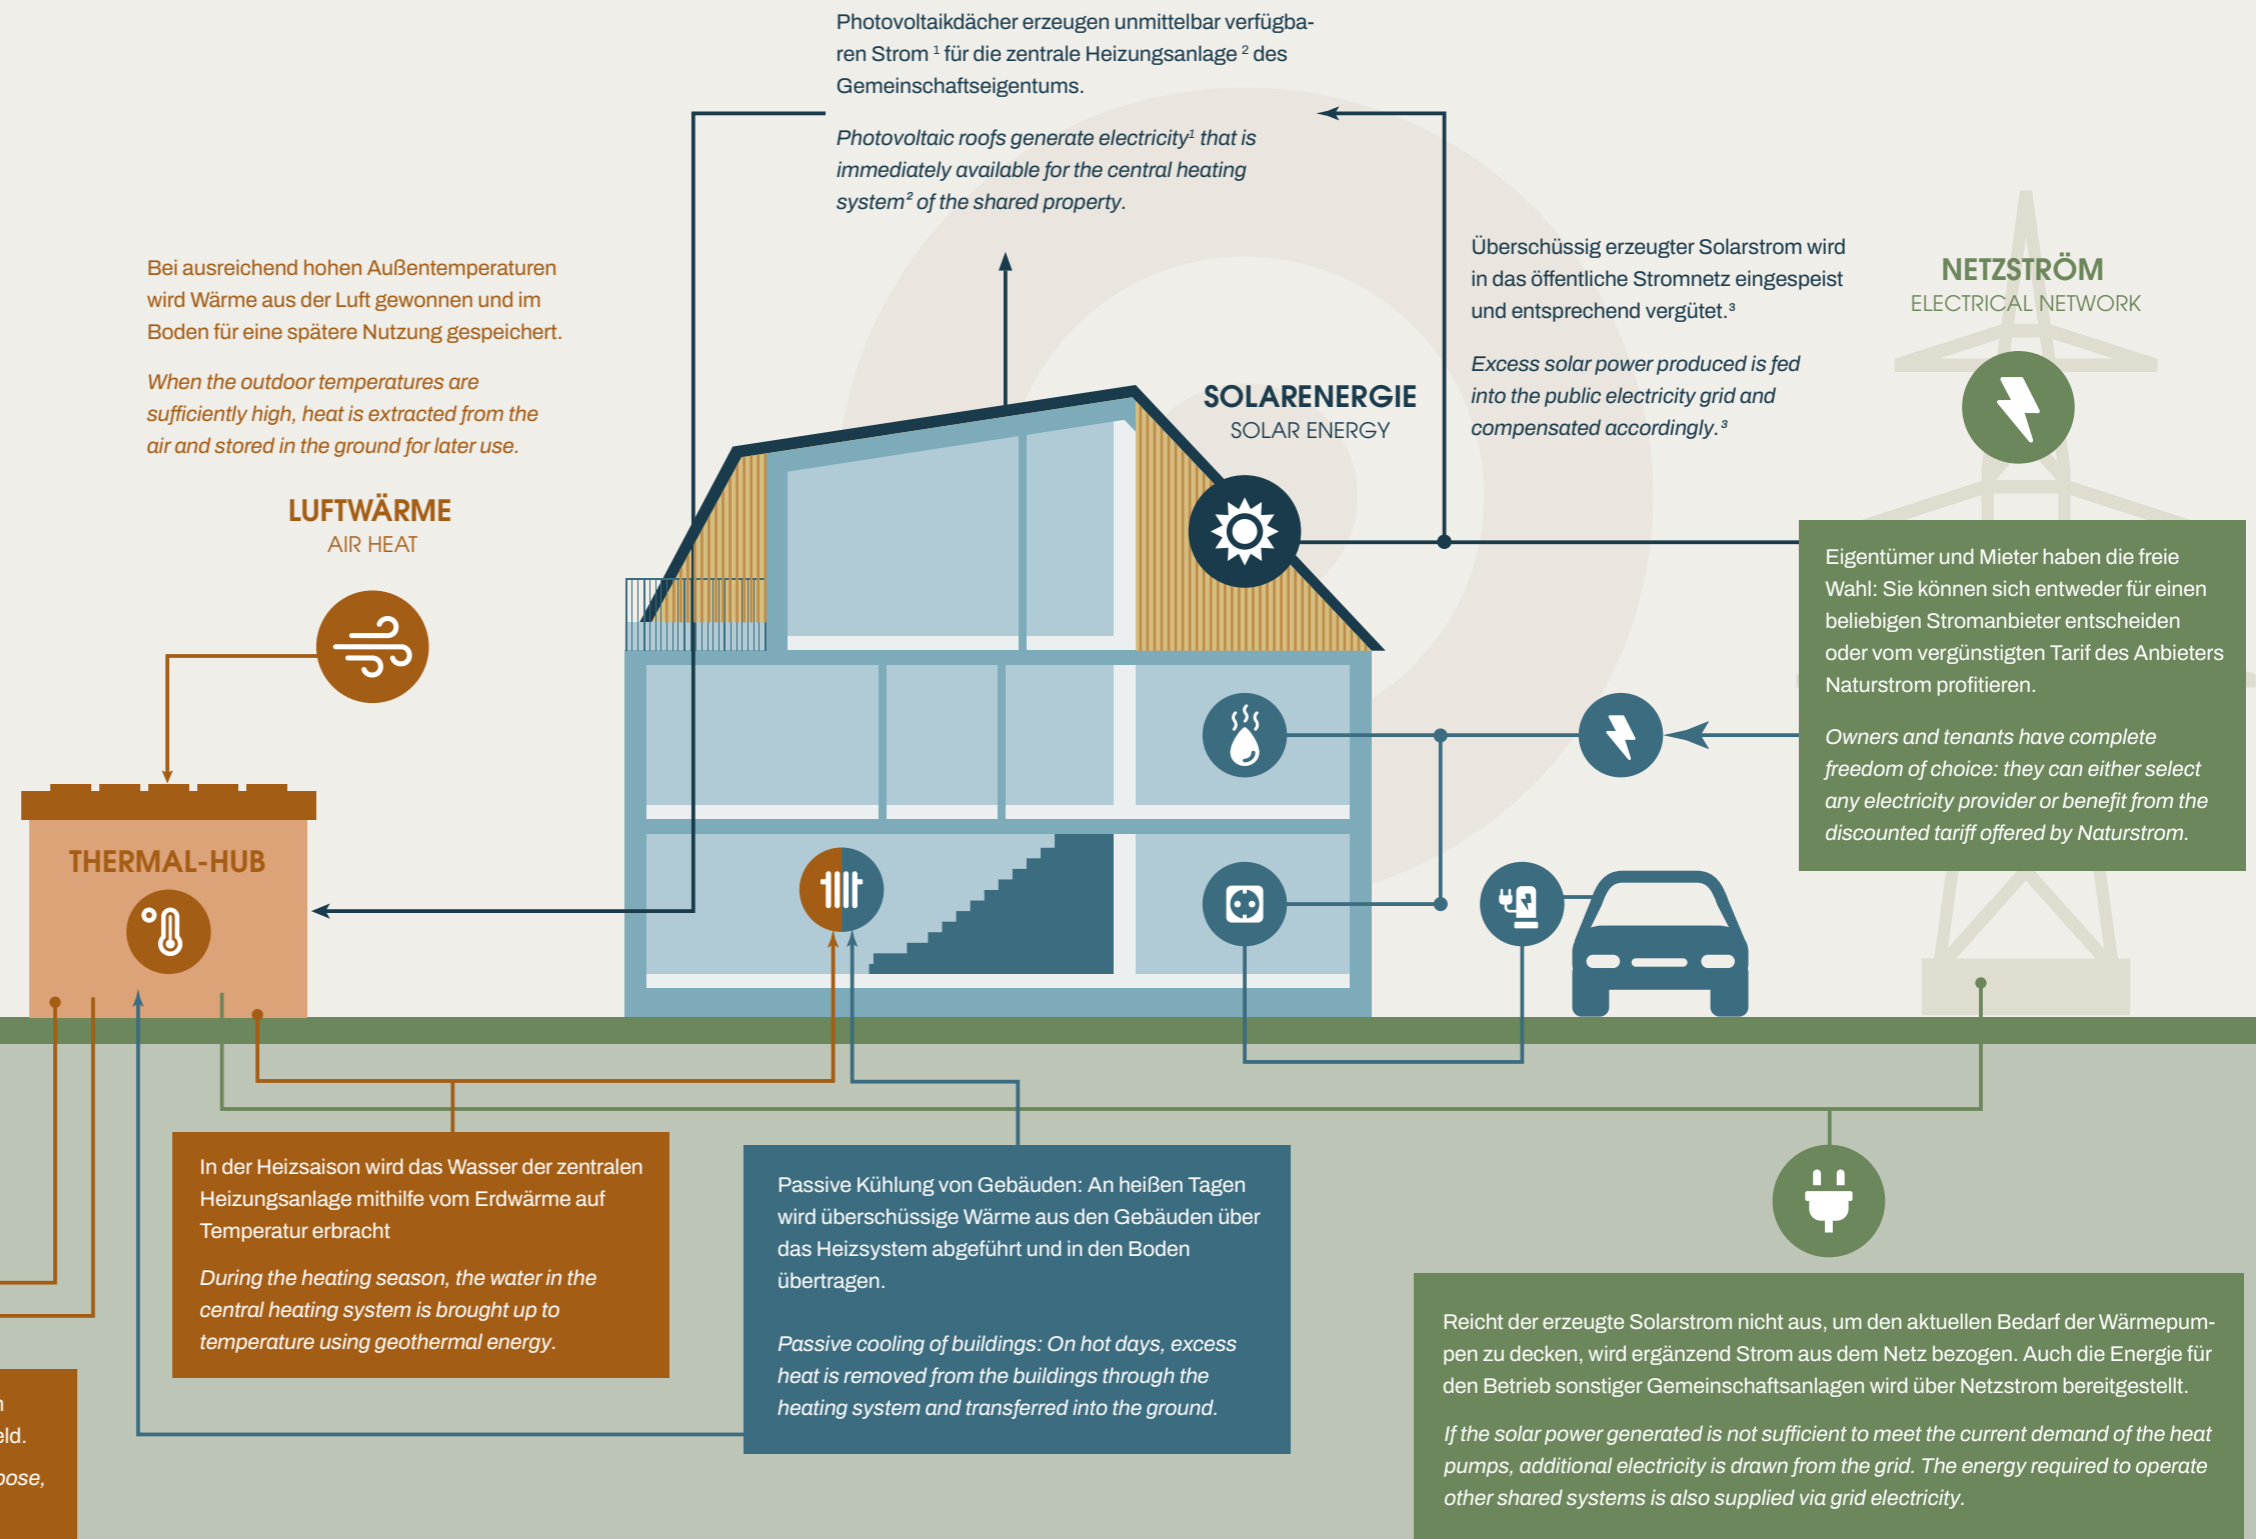 Photovoltaikdächer erzeugen unmittelbar verfügba-
ren Strom ¹ für die zentrale Heizungsanlage ² des
Gemeinschaftseigentums.
Photovoltaic roofs generate electricity¹ that is
immediately available for the central heating
system² of the shared property.
Bei ausreichend hohen Außentemperaturen
wird Wärme aus der Luft gewonnen und im
Boden für eine spätere Nutzung gespeichert.
When the outdoor temperatures are
sufficiently high, heat is extracted from the
air and stored in the ground for later use.
LUFTWÄRME
AIR HEAT
Überschüssig erzeugter Solarstrom wird
in das öffentliche Stromnetz eingespeist
und entsprechend vergütet.³
Excess solar power produced is fed
into the public electricity grid and
compensated accordingly.³
NETZSTRÖM
ELECTRICAL NETWORK
SOLARENERGIE
SOLAR ENERGY
Eigentümer und Mieter haben die freie
Wahl: Sie können sich entweder für einen
beliebigen Stromanbieter entscheiden
oder vom vergünstigten Tarif des Anbieters
Naturstrom profitieren.
Owners and tenants have complete
freedom of choice: they can either select
any electricity provider or benefit from the
discounted tariff offered by Naturstrom.
THERMAL-HUB
In der Heizsaison wird das Wasser der zentralen
Heizungsanlage mithilfe vom Erdwärme auf
Temperatur erbracht
During the heating season, the water in the
central heating system is brought up to
temperature using geothermal energy.
Passive Kühlung von Gebäuden: An heißen Tagen
wird überschüssige Wärme aus den Gebäuden über
das Heizsystem abgeführt und in den Boden
übertragen.
Passive cooling of buildings: On hot days, excess
heat is removed from the buildings through the
heating system and transferred into the ground.
Reicht der erzeugte Solarstrom nicht aus, um den aktuellen Bedarf der Wärmepum-
pen zu decken, wird ergänzend Strom aus dem Netz bezogen. Auch die Energie für
den Betrieb sonstiger Gemeinschaftsanlagen wird über Netzstrom bereitgestellt.
If the solar power generated is not sufficient to meet the current demand of the heat
pumps, additional electricity is drawn from the grid. The energy required to operate
other shared systems is also supplied via grid electricity.